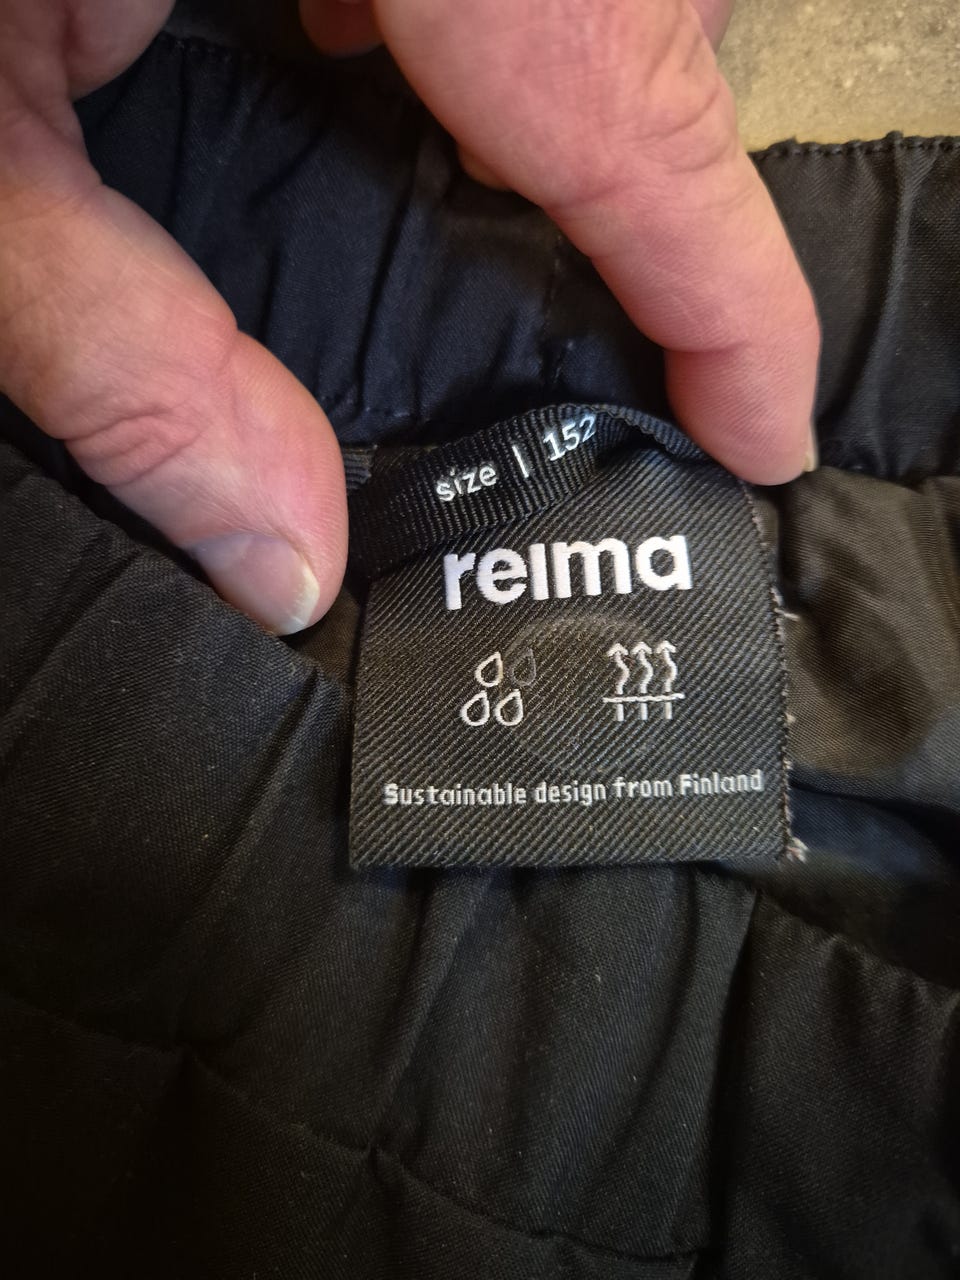 size | 152
reima
Sustainable design from Finland